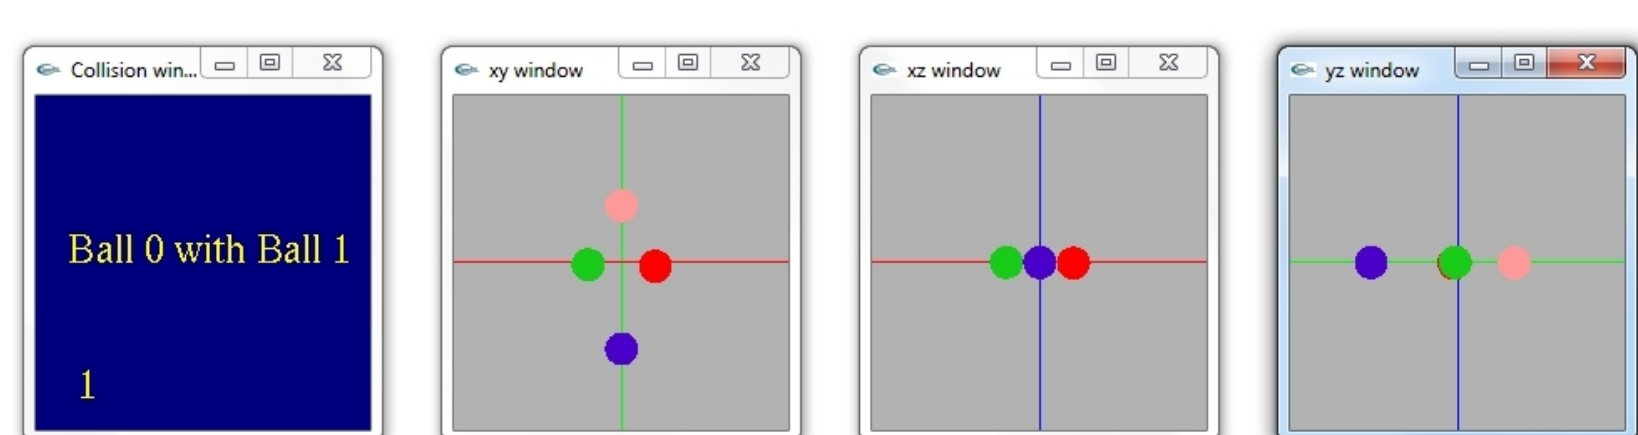 Collision win...
xy window
xz window
yz window
Ball 0 with Ball 1
1